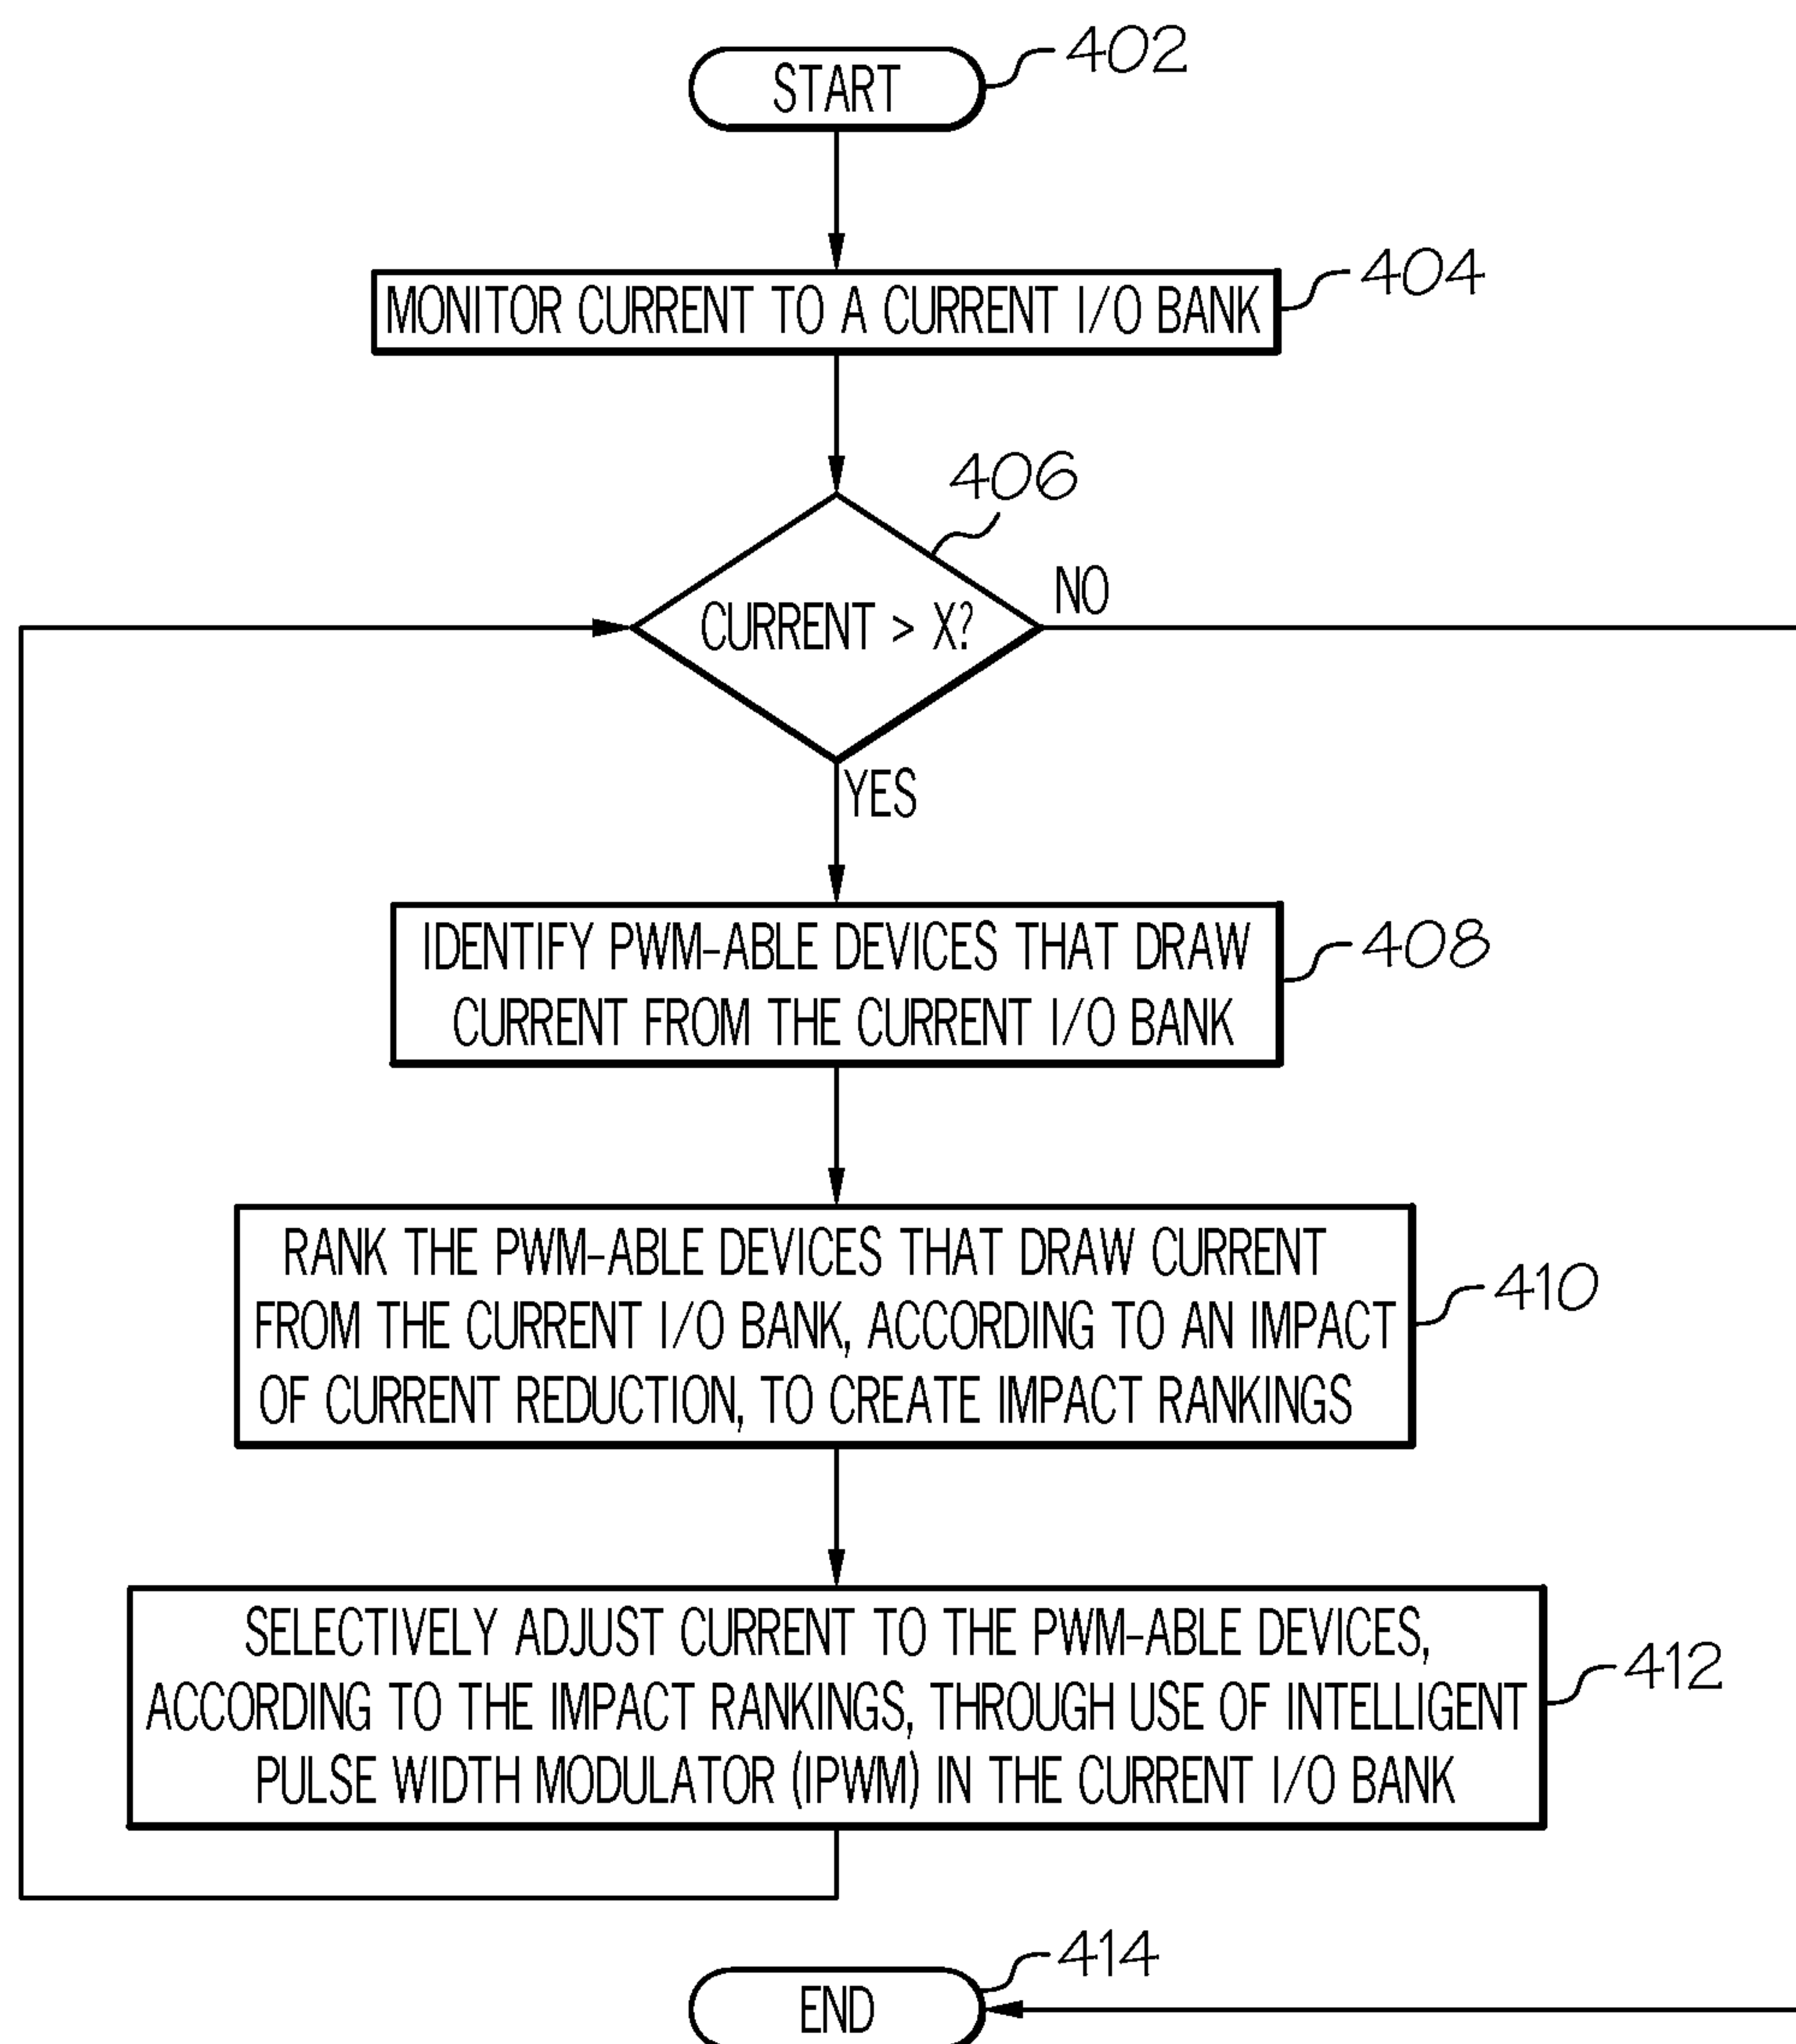 START
402
MONITOR CURRENT TO A CURRENT I/O BANK
404
406
CURRENT > X?
NO
YES
IDENTIFY PWM-ABLE DEVICES THAT DRAW
CURRENT FROM THE CURRENT I/O BANK
408
RANK THE PWM-ABLE DEVICES THAT DRAW CURRENT
FROM THE CURRENT I/O BANK, ACCORDING TO AN IMPACT
OF CURRENT REDUCTION, TO CREATE IMPACT RANKINGS
410
SELECTIVELY ADJUST CURRENT TO THE PWM-ABLE DEVICES,
ACCORDING TO THE IMPACT RANKINGS, THROUGH USE OF INTELLIGENT
PULSE WIDTH MODULATOR (IPWM) IN THE CURRENT I/O BANK
412
414
END